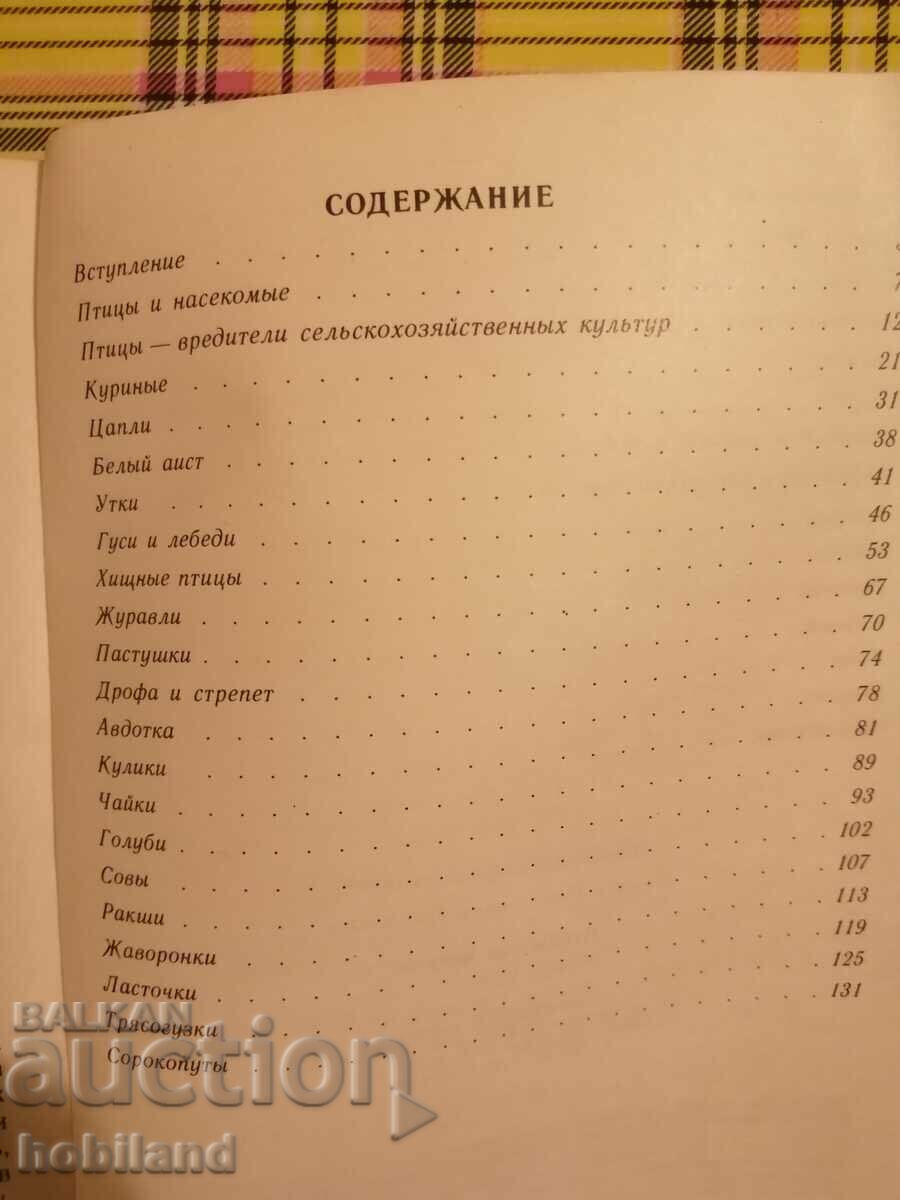 СОДЕРЖАНИЕ
Вступление
Птицы и насекомые 7
Птицы — вредители сельскохозяйственных культур 12
Куриные 21
Цапли 31
Белый аист 38
Утки 41
Гуси и лебеди 46
Хищные птицы 53
Журавли 67
Пастушки 70
Дрофа и стрепет 74
Авдотка 78
Кулики 81
Чайки 89
Голуби 93
Совы 102
Ракши 107
Жаворонки 113
Ласточки 119
Трясогузки 125
Сорокопуты 131
BALKAN
auction
hobiland